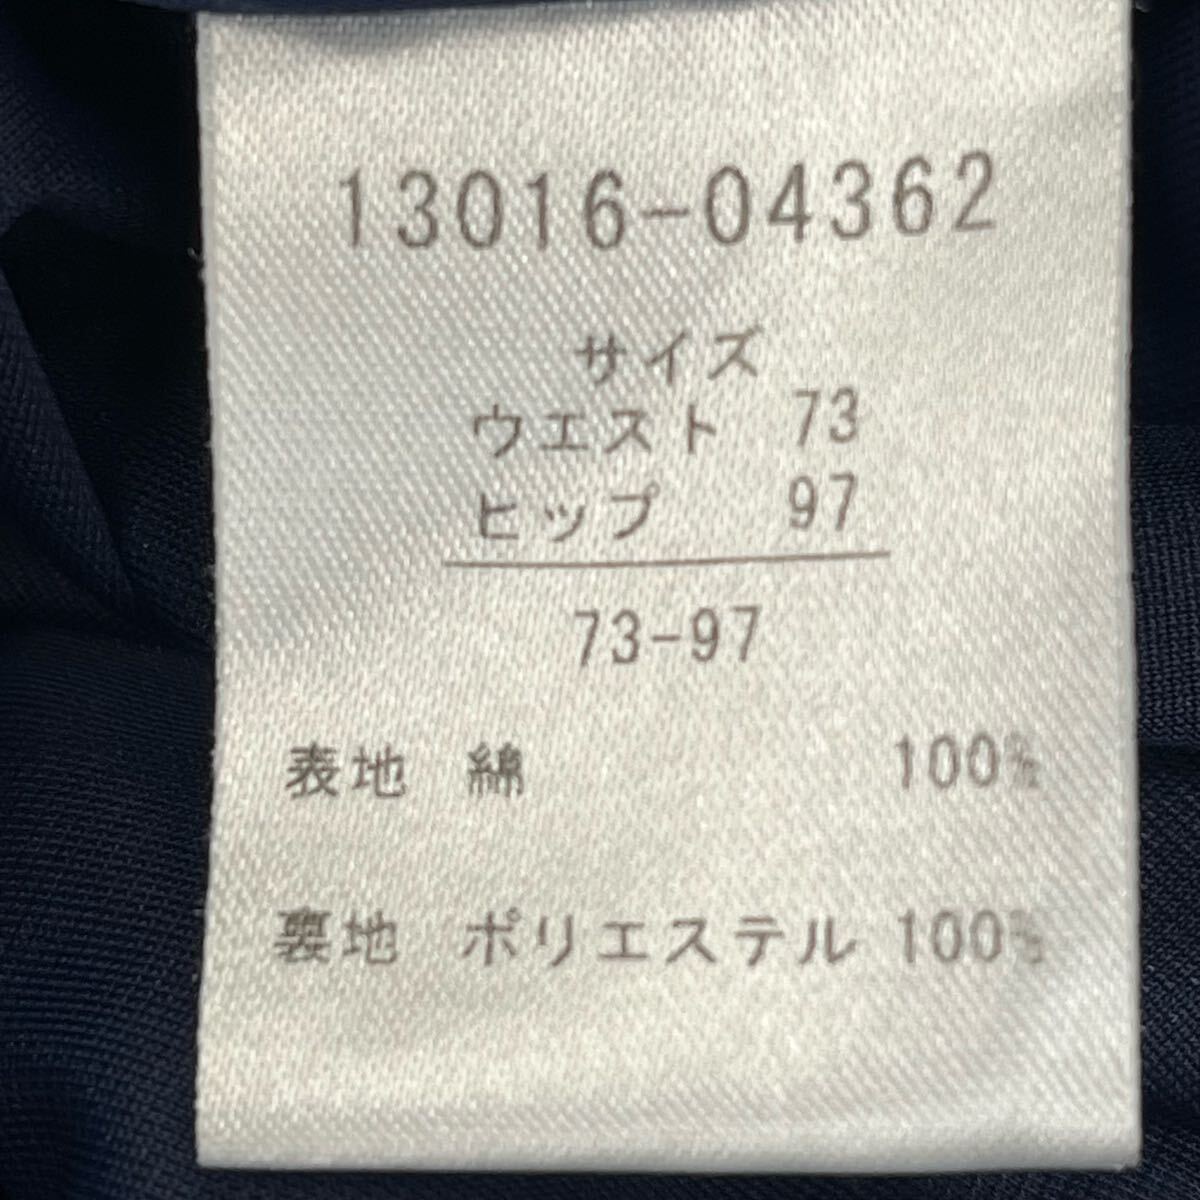 13016-04362
サイズ
ウエスト 73
ヒップ 97
73-97
表地 綿 100%
裏地 ポリエステル 100%